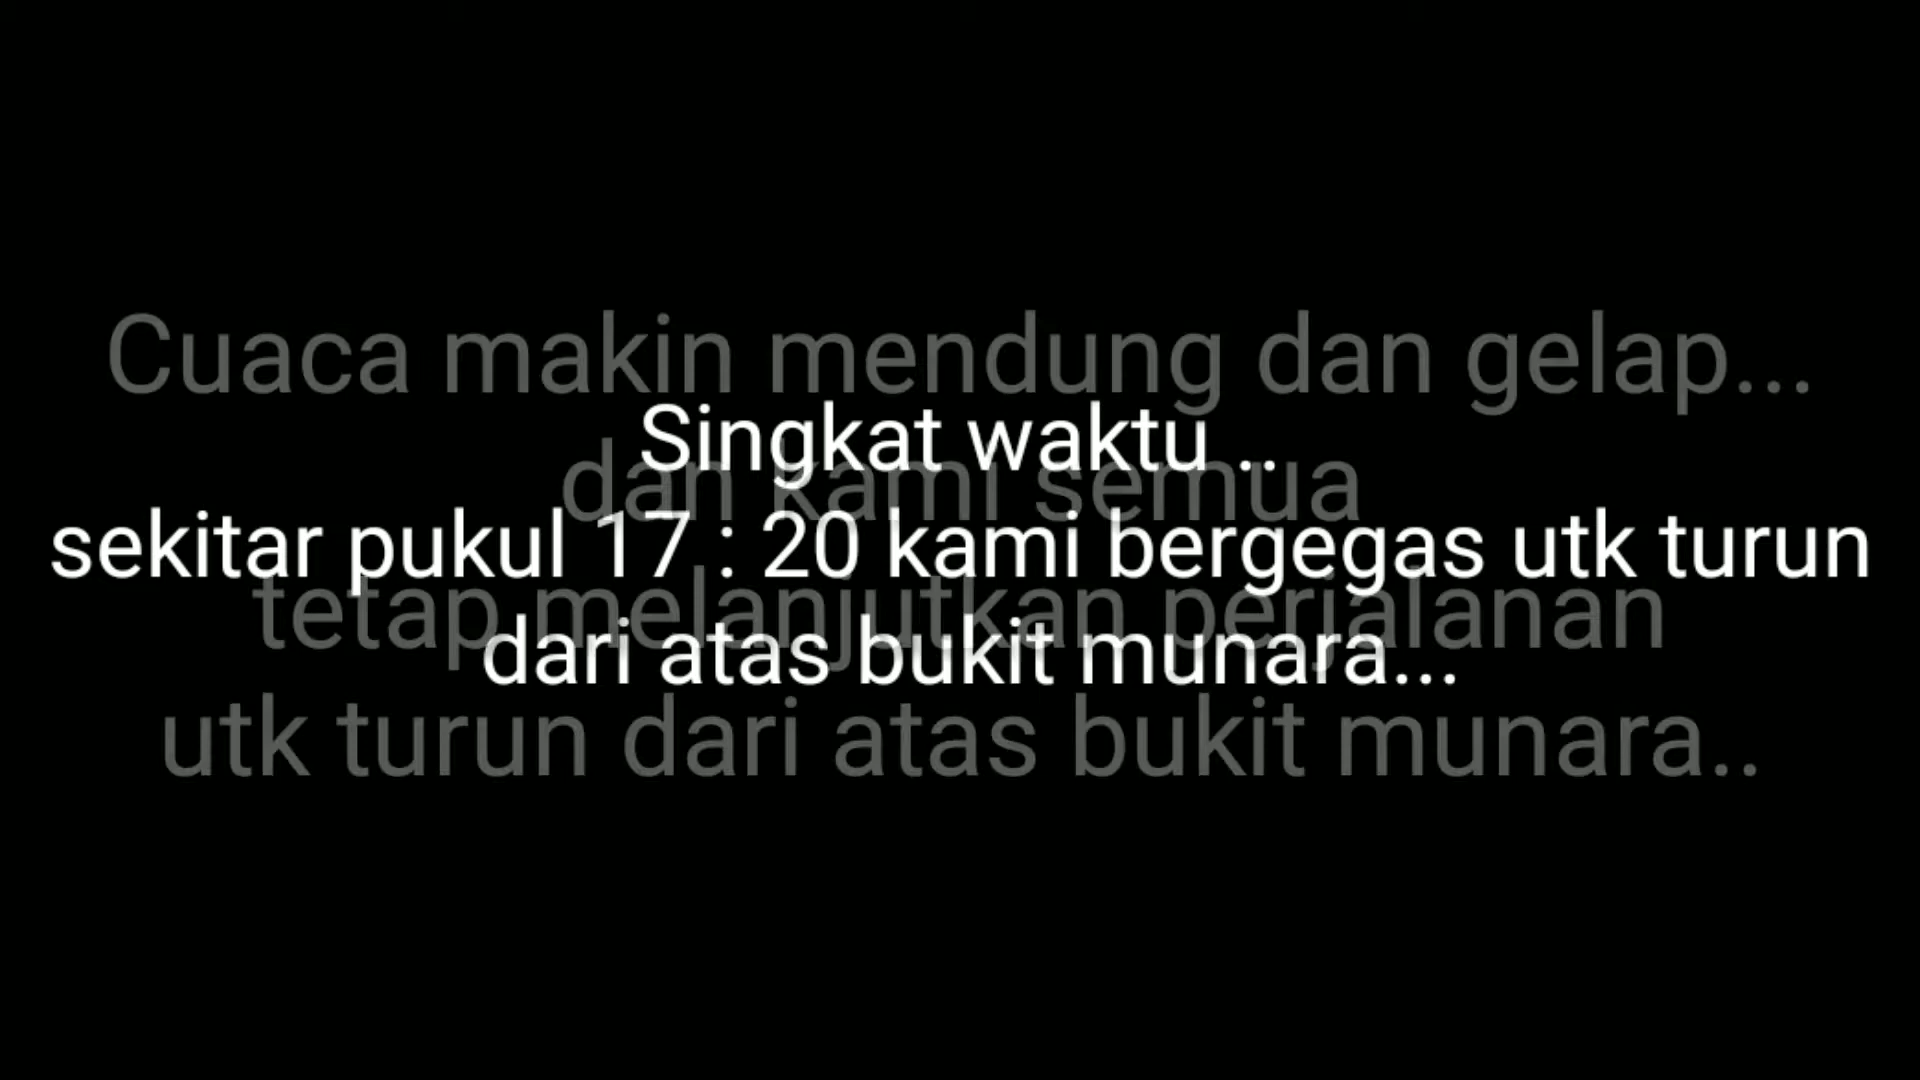 Cuaca makin mendung dan gelap...
Singkat waktu ..
dan kami semua
sekitar pukul 17 : 20 kami bergegas utk turun
tetap melanjutkan perjalanan
dari atas bukit munara...
utk turun dari atas bukit munara..